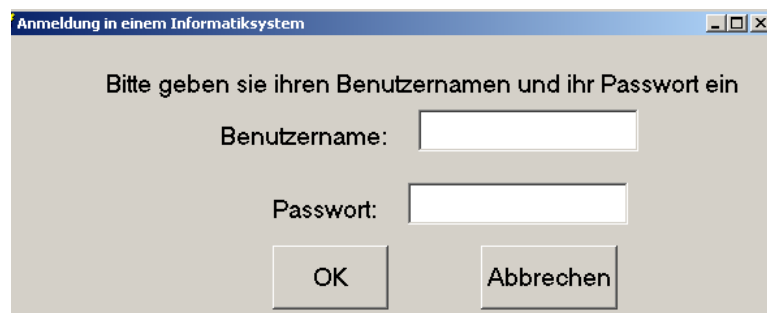 Anmeldung in einem Informatiksystem
Bitte geben sie ihren Benutzernamen und ihr Passwort ein
Benutzername:
Passwort:
OK Abbrechen